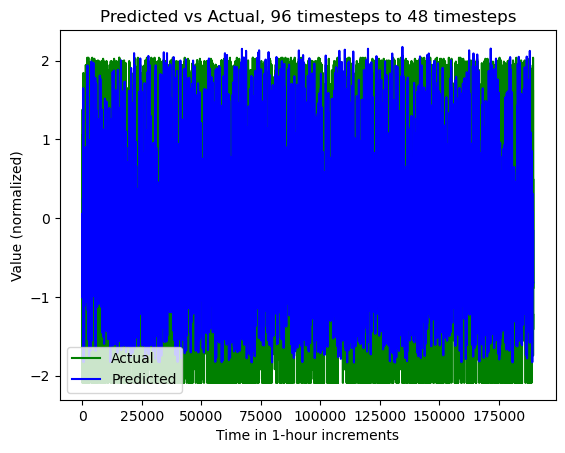 Predicted vs Actual, 96 timesteps to 48 timesteps
Value (normalized)
2
1
0
−1
−2
Actual
Predicted
0 25000 50000 75000 100000 125000 150000 175000
Time in 1-hour increments